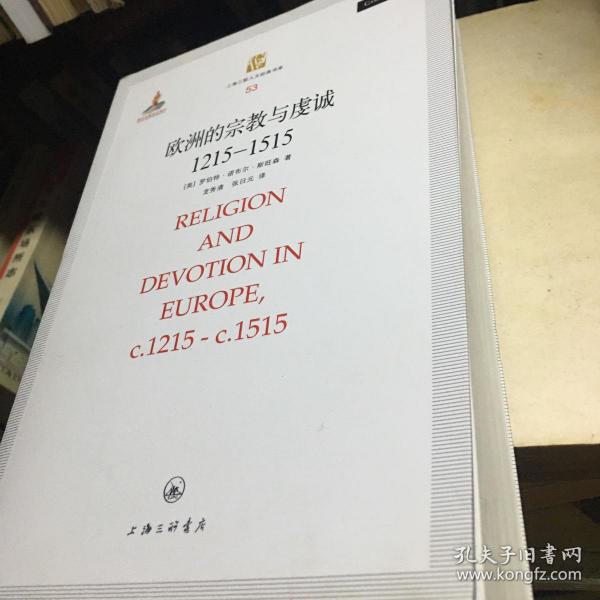 上海三联人文经典书库
53
欧洲的宗教与虔诚
1215-1515
[英] 罗伯特·诺布尔·斯旺森 著
龙秀清 张日元 译
RELIGION
AND
DEVOTION IN
EUROPE,
c.1215 - c.1515
上海三联书店
孔夫子旧书网
www.kongfz.com